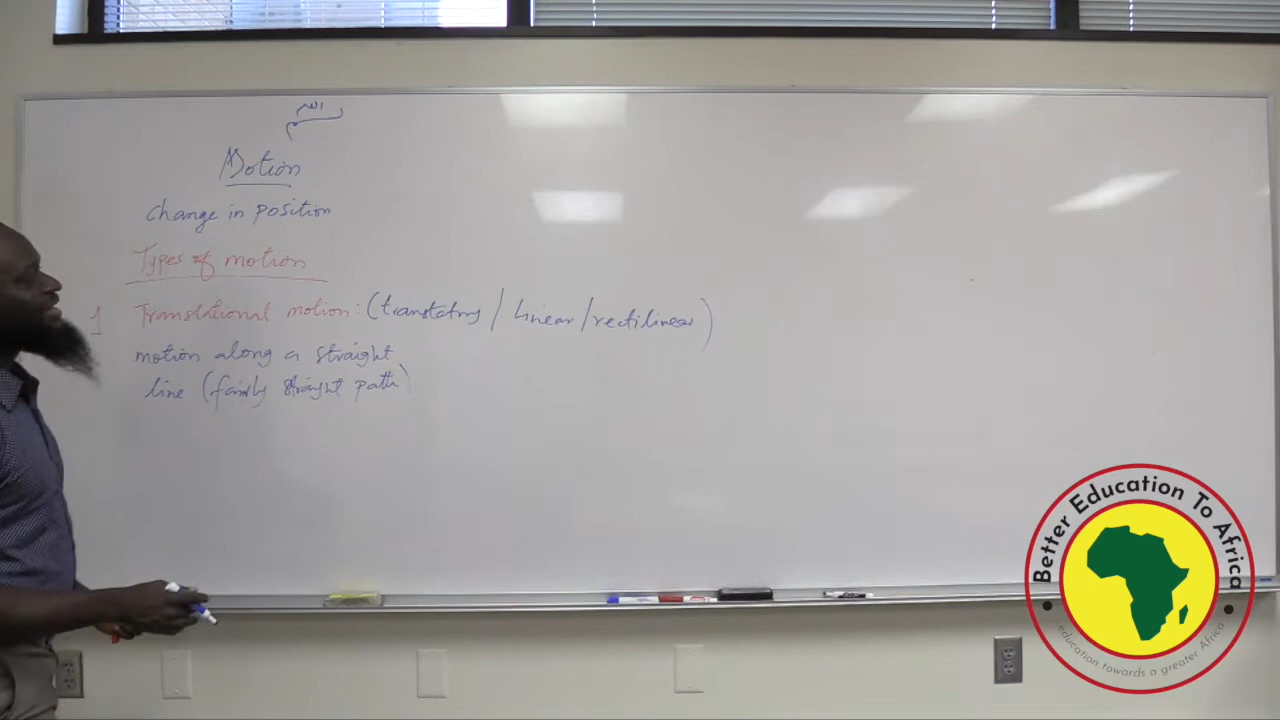 Motion
change in position
Types of motion
1 Translational motion: (translatory / Linear / rectilinear)
motion along a straight
line (fairly straight path)
Better Education To Africa
education towards a greater Africa